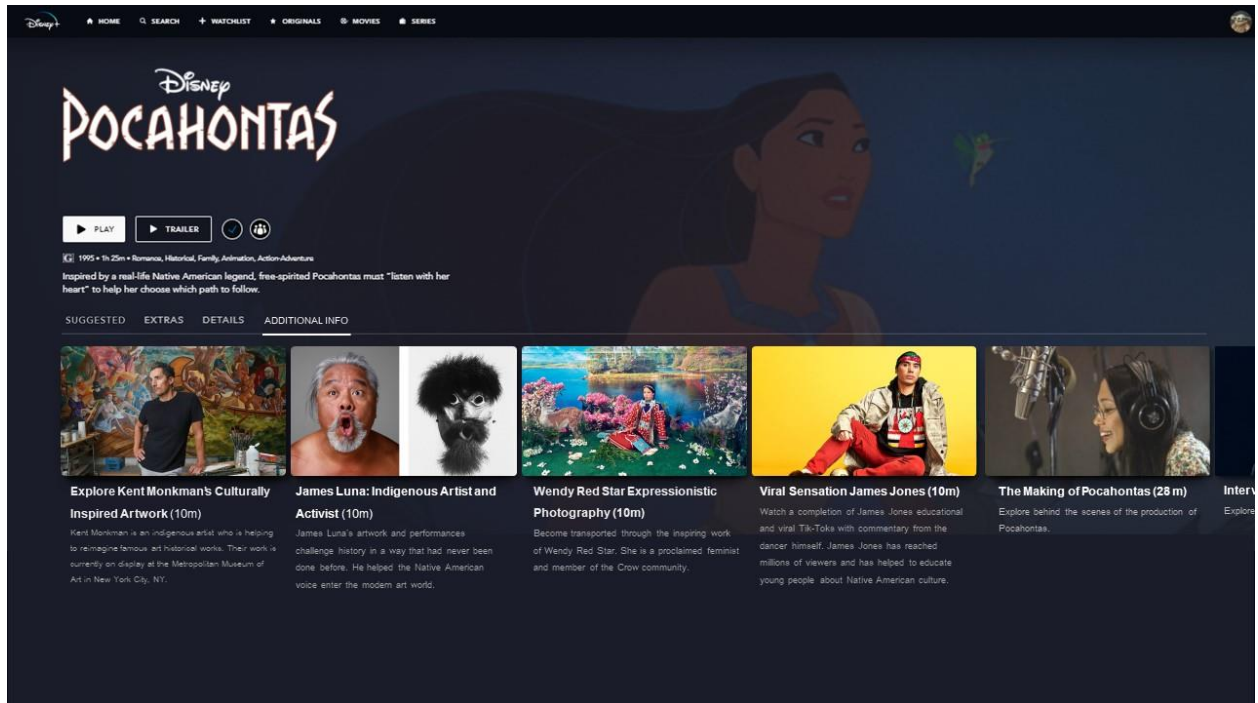 Disney+
HOME
SEARCH
WATCHLIST
ORIGINALS
MOVIES
SERIES
Disney
POCAHONTAS
PLAY
TRAILER
G 1995 • 1h 25m • Romance, Historical, Family, Animation, Action-Adventure
Inspired by a real-life Native American legend, free-spirited Pocahontas must "listen with her
heart" to help her choose which path to follow.
SUGGESTED
EXTRAS
DETAILS
ADDITIONAL INFO
Explore Kent Monkman's Culturally
Inspired Artwork (10m)
Kent Monkman is an indigenous artist who is helping
to reimagine famous art historical works. Their work is
currently on display at the Metropolitan Museum of
Art in New York City, NY.
James Luna: Indigenous Artist and
Activist (10m)
James Luna's artwork and performances
challenge history in a way that had never been
done before. He helped the Native American
voice enter the modern art world.
Wendy Red Star Expressionistic
Photography (10m)
Become transported through the inspiring work
of Wendy Red Star. She is a proclaimed feminist
and member of the Crow community.
Viral Sensation James Jones (10m)
Watch a completion of James Jones educational
and viral Tik-Toks with commentary from the
dancer himself. James Jones has reached
millions of viewers and has helped to educate
young people about Native American culture.
The Making of Pocahontas (28 m)
Explore behind the scenes of the production of
Pocahontas.
Interv
Explore